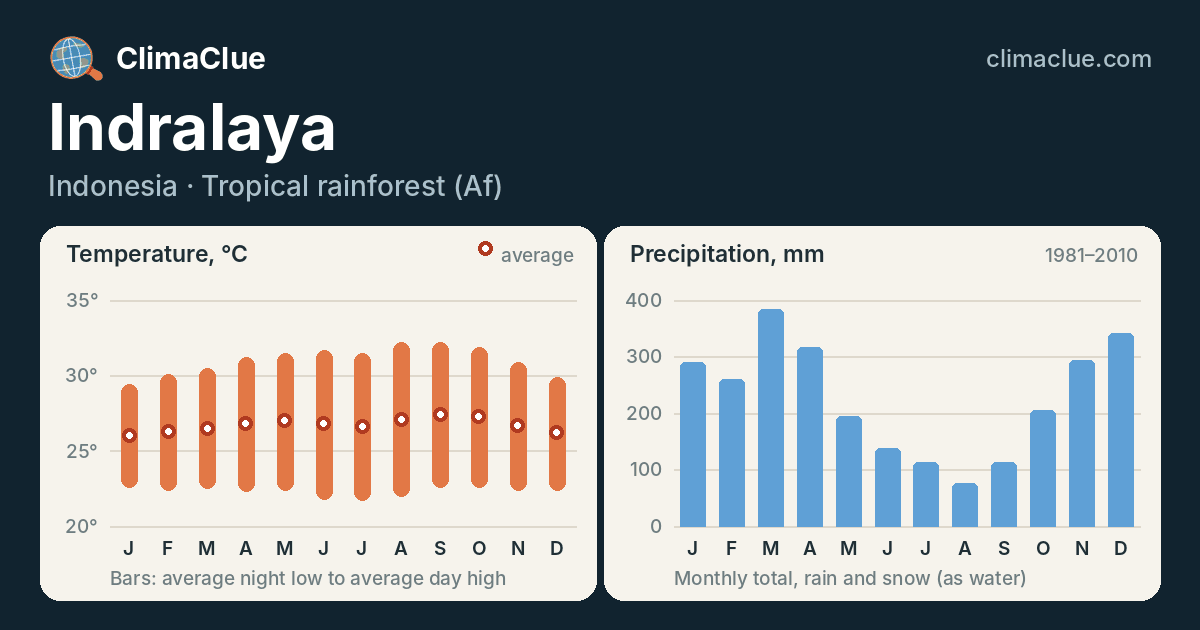 ClimaClue
climaclue.com
Indralaya
Indonesia · Tropical rainforest (Af)
Temperature, °C
average
35°
30°
25°
20°
J F M A M J J A S O N D
Bars: average night low to average day high
Precipitation, mm
1981–2010
400
300
200
100
0
J F M A M J J A S O N D
Monthly total, rain and snow (as water)